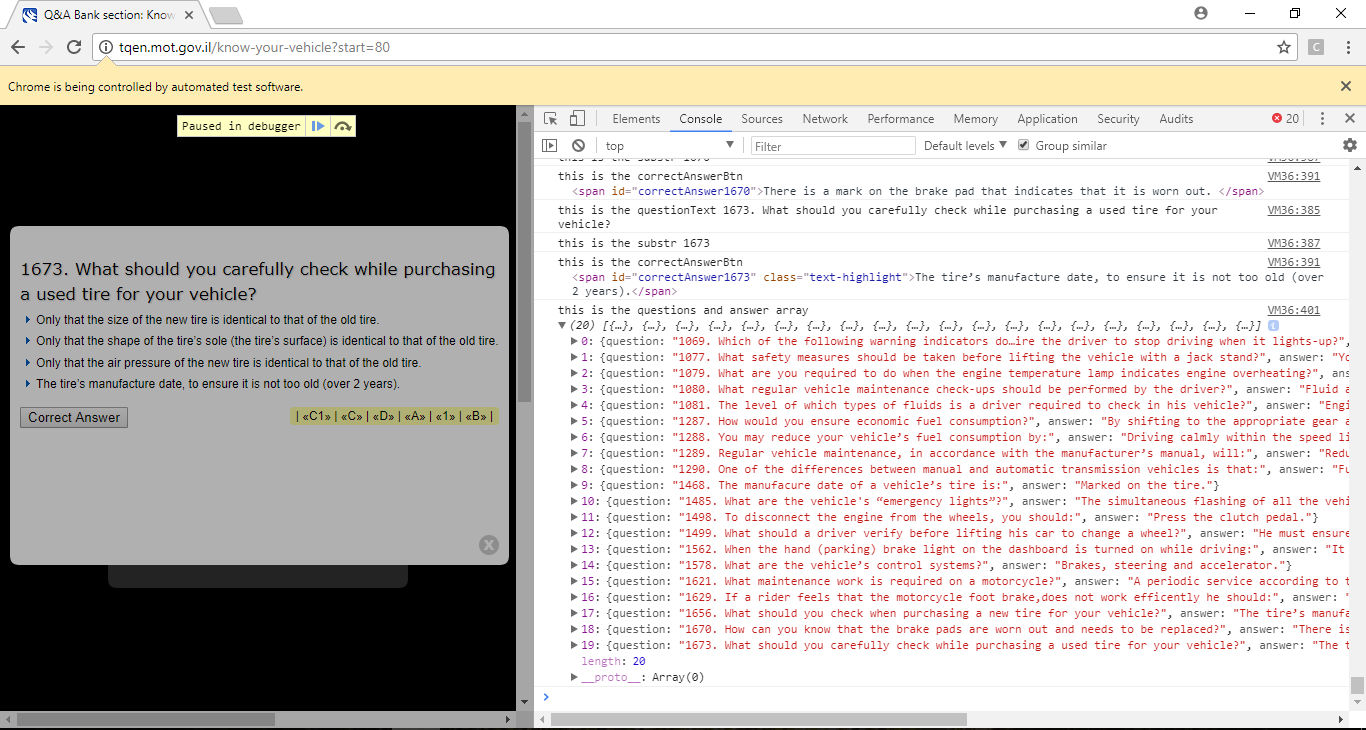 Q&A Bank section: Know
tqen.mot.gov.il/know-your-vehicle?start=80
C
Chrome is being controlled by automated test software.
Paused in debugger
1673. What should you carefully check while purchasing
a used tire for your vehicle?
Only that the size of the new tire is identical to that of the old tire.
Only that the shape of the tire's sole (the tire's surface) is identical to that of the old tire.
Only that the air pressure of the new tire is identical to that of the old tire.
The tire's manufacture date, to ensure it is not too old (over 2 years).
Correct Answer
| «C1» | «C» | «D» | «A» | «1» | «B» |
Elements Console Sources Network Performance Memory Application Security Audits 20
top Filter Default levels Group similar
this is the substr 1670 VM36:387
this is the correctAnswerBtn VM36:391
<span id="correctAnswer1670">There is a mark on the brake pad that indicates that it is worn out. </span>
this is the questionText 1673. What should you carefully check while purchasing a used tire for your VM36:385
vehicle?
this is the substr 1673 VM36:387
this is the correctAnswerBtn VM36:391
<span id="correctAnswer1673" class="text-highlight">The tire's manufacture date, to ensure it is not too old (over
2 years).</span>
this is the questions and answer array VM36:401
(20) [{…}, {…}, {…}, {…}, {…}, {…}, {…}, {…}, {…}, {…}, {…}, {…}, {…}, {…}, {…}, {…}, {…}, {…}, {…}, {…}]
0: {question: "1069. Which of the following warning indicators do…ire the driver to stop driving when it lights-up?",
1: {question: "1077. What safety measures should be taken before lifting the vehicle with a jack stand?", answer: "Yo
2: {question: "1079. What are you required to do when the engine temperature lamp indicates engine overheating?", ans
3: {question: "1080. What regular vehicle maintenance check-ups should be performed by the driver?", answer: "Fluid a
4: {question: "1081. The level of which types of fluids is a driver required to check in his vehicle?", answer: "Engi
5: {question: "1287. How would you ensure economic fuel consumption?", answer: "By shifting to the appropriate gear a
6: {question: "1288. You may reduce your vehicle's fuel consumption by:", answer: "Driving calmly within the speed li
7: {question: "1289. Regular vehicle maintenance, in accordance with the manufacturer's manual, will:", answer: "Redu
8: {question: "1290. One of the differences between manual and automatic transmission vehicles is that:", answer: "Fu
9: {question: "1468. The manufacure date of a vehicle's tire is:", answer: "Marked on the tire."}
10: {question: "1485. What are the vehicle's “emergency lights”?", answer: "The simultaneous flashing of all the vehi
11: {question: "1498. To disconnect the engine from the wheels, you should:", answer: "Press the clutch pedal."}
12: {question: "1499. What should a driver verify before lifting his car to change a wheel?", answer: "He must ensure
13: {question: "1562. When the hand (parking) brake light on the dashboard is turned on while driving:", answer: "It
14: {question: "1578. What are the vehicle's control systems?", answer: "Brakes, steering and accelerator."}
15: {question: "1621. What maintenance work is required on a motorcycle?", answer: "A periodic service according to t
16: {question: "1629. If a rider feels that the motorcycle foot brake,does not work efficently he should:", answer: "
17: {question: "1656. What should you check when purchasing a new tire for your vehicle?", answer: "The tire's manufa
18: {question: "1670. How can you know that the brake pads are worn out and needs to be replaced?", answer: "There is
19: {question: "1673. What should you carefully check while purchasing a used tire for your vehicle?", answer: "The t
length: 20
__proto__: Array(0)